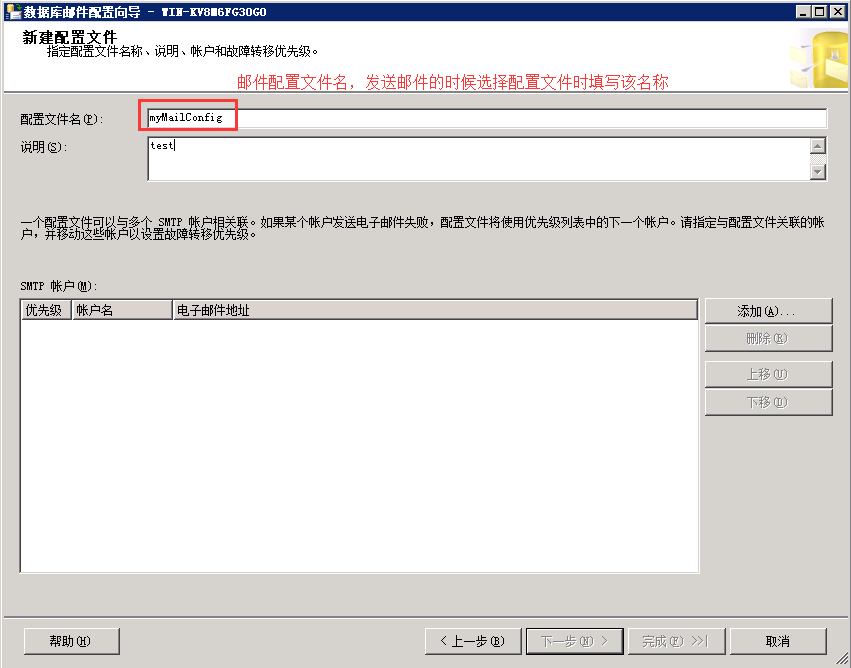 数据库邮件配置向导 - WIN-KV8M6FG3OGO
新建配置文件
指定配置文件名称、说明、帐户和故障转移优先级。
邮件配置文件名，发送邮件的时候选择配置文件时填写该名称
配置文件名(P):
myMailConfig
说明(S):
test
一个配置文件可以与多个 SMTP 帐户相关联。如果某个帐户发送电子邮件失败，配置文件将使用优先级列表中的下一个帐户。请指定与配置文件关联的帐
户，并移动这些帐户以设置故障转移优先级。
SMTP 帐户(M):
优先级 帐户名 电子邮件地址
添加(A)...
删除(R)
上移(U)
下移(D)
帮助(H) < 上一步(B) 下一步(N) > 完成(F) >>| 取消